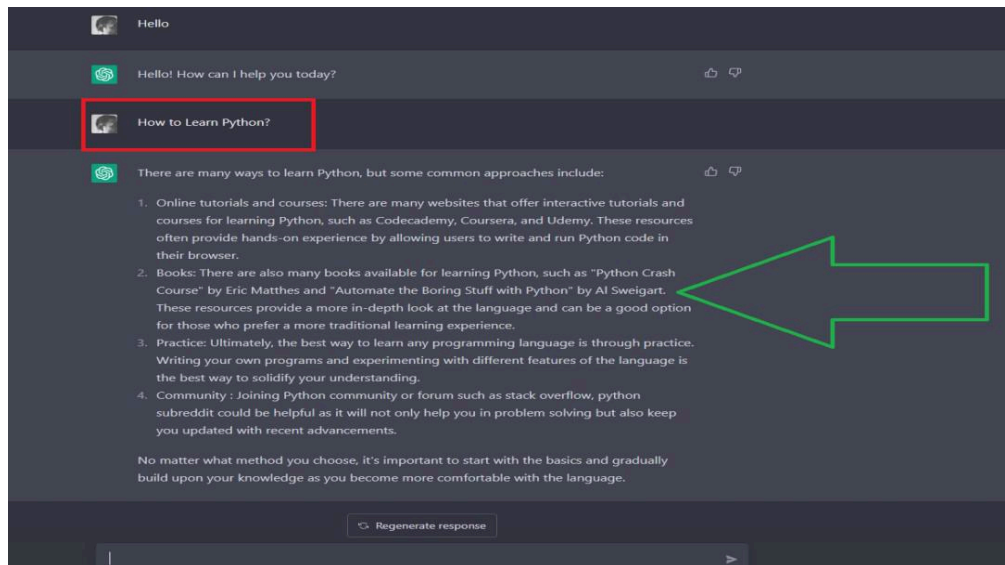 Hello
Hello! How can I help you today?
How to Learn Python?
There are many ways to learn Python, but some common approaches include:
1. Online tutorials and courses: There are many websites that offer interactive tutorials and
courses for learning Python, such as Codecademy, Coursera, and Udemy. These resources
often provide hands-on experience by allowing users to write and run Python code in
their browser.
2. Books: There are also many books available for learning Python, such as "Python Crash
Course" by Eric Matthes and "Automate the Boring Stuff with Python" by Al Sweigart.
These resources provide a more in-depth look at the language and can be a good option
for those who prefer a more traditional learning experience.
3. Practice: Ultimately, the best way to learn any programming language is through practice.
Writing your own programs and experimenting with different features of the language is
the best way to solidify your understanding.
4. Community : Joining Python community or forum such as stack overflow, python
subreddit could be helpful as it will not only help you in problem solving but also keep
you updated with recent advancements.
No matter what method you choose, it's important to start with the basics and gradually
build upon your knowledge as you become more comfortable with the language.
Regenerate response